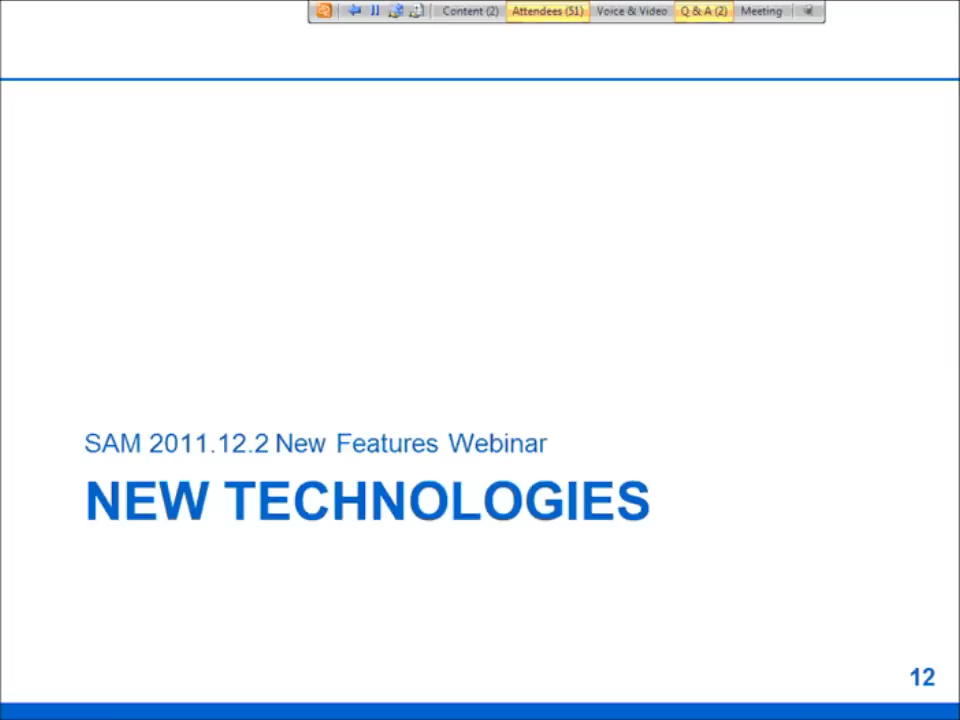 Content (2) Attendees (51) Voice & Video Q & A (2) Meeting
SAM 2011.12.2 New Features Webinar
NEW TECHNOLOGIES
12